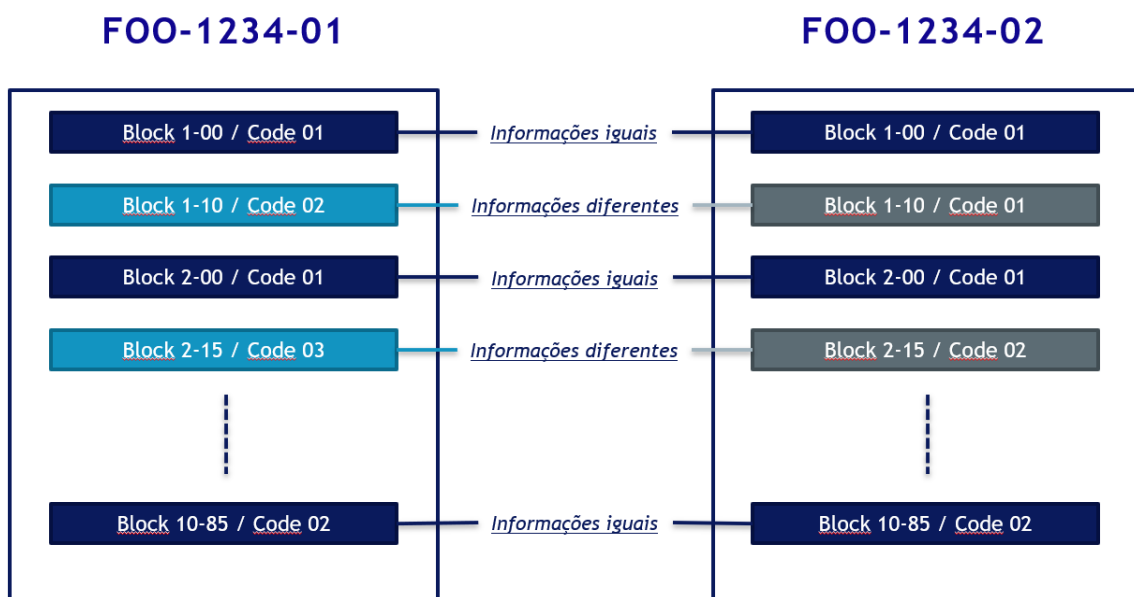 FOO-1234-01
FOO-1234-02
Block 1-00 / Code 01
Informações iguais
Block 1-00 / Code 01
Block 1-10 / Code 02
Informações diferentes
Block 1-10 / Code 01
Block 2-00 / Code 01
Informações iguais
Block 2-00 / Code 01
Block 2-15 / Code 03
Informações diferentes
Block 2-15 / Code 02
Block 10-85 / Code 02
Informações iguais
Block 10-85 / Code 02